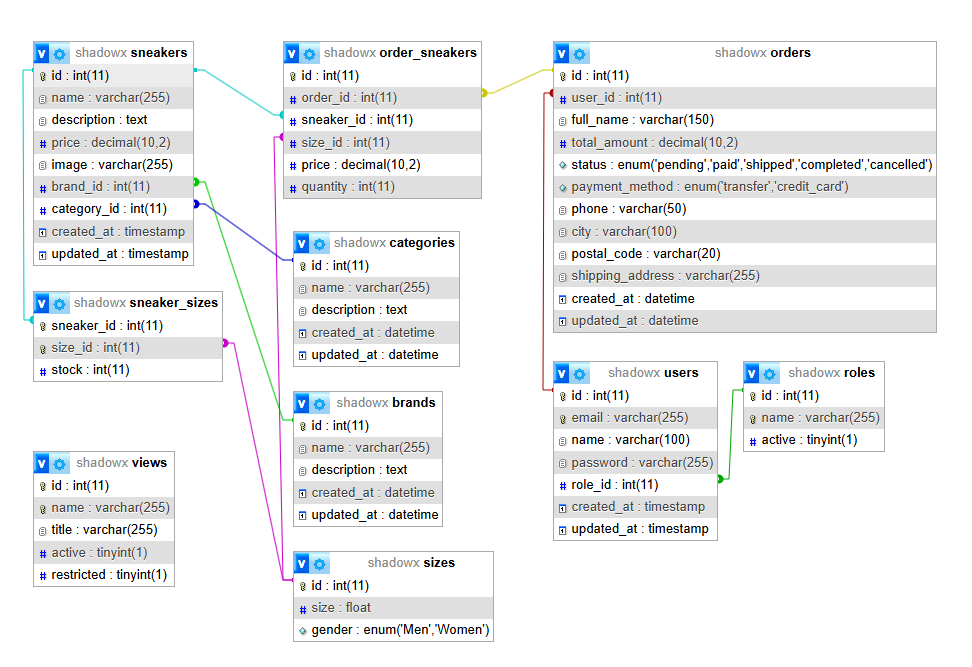 shadowx sneakers
id : int(11)
name : varchar(255)
description : text
price : decimal(10,2)
image : varchar(255)
brand_id : int(11)
category_id : int(11)
created_at : timestamp
updated_at : timestamp
shadowx order_sneakers
id : int(11)
order_id : int(11)
sneaker_id : int(11)
size_id : int(11)
price : decimal(10,2)
quantity : int(11)
shadowx orders
id : int(11)
user_id : int(11)
full_name : varchar(150)
total_amount : decimal(10,2)
status : enum('pending','paid','shipped','completed','cancelled')
payment_method : enum('transfer','credit_card')
phone : varchar(50)
city : varchar(100)
postal_code : varchar(20)
shipping_address : varchar(255)
created_at : datetime
updated_at : datetime
shadowx categories
id : int(11)
name : varchar(255)
description : text
created_at : datetime
updated_at : datetime
shadowx sneaker_sizes
sneaker_id : int(11)
size_id : int(11)
stock : int(11)
shadowx users
id : int(11)
email : varchar(255)
name : varchar(100)
password : varchar(255)
role_id : int(11)
created_at : timestamp
updated_at : timestamp
shadowx roles
id : int(11)
name : varchar(255)
active : tinyint(1)
shadowx brands
id : int(11)
name : varchar(255)
description : text
created_at : datetime
updated_at : datetime
shadowx views
id : int(11)
name : varchar(255)
title : varchar(255)
active : tinyint(1)
restricted : tinyint(1)
shadowx sizes
id : int(11)
size : float
gender : enum('Men','Women')